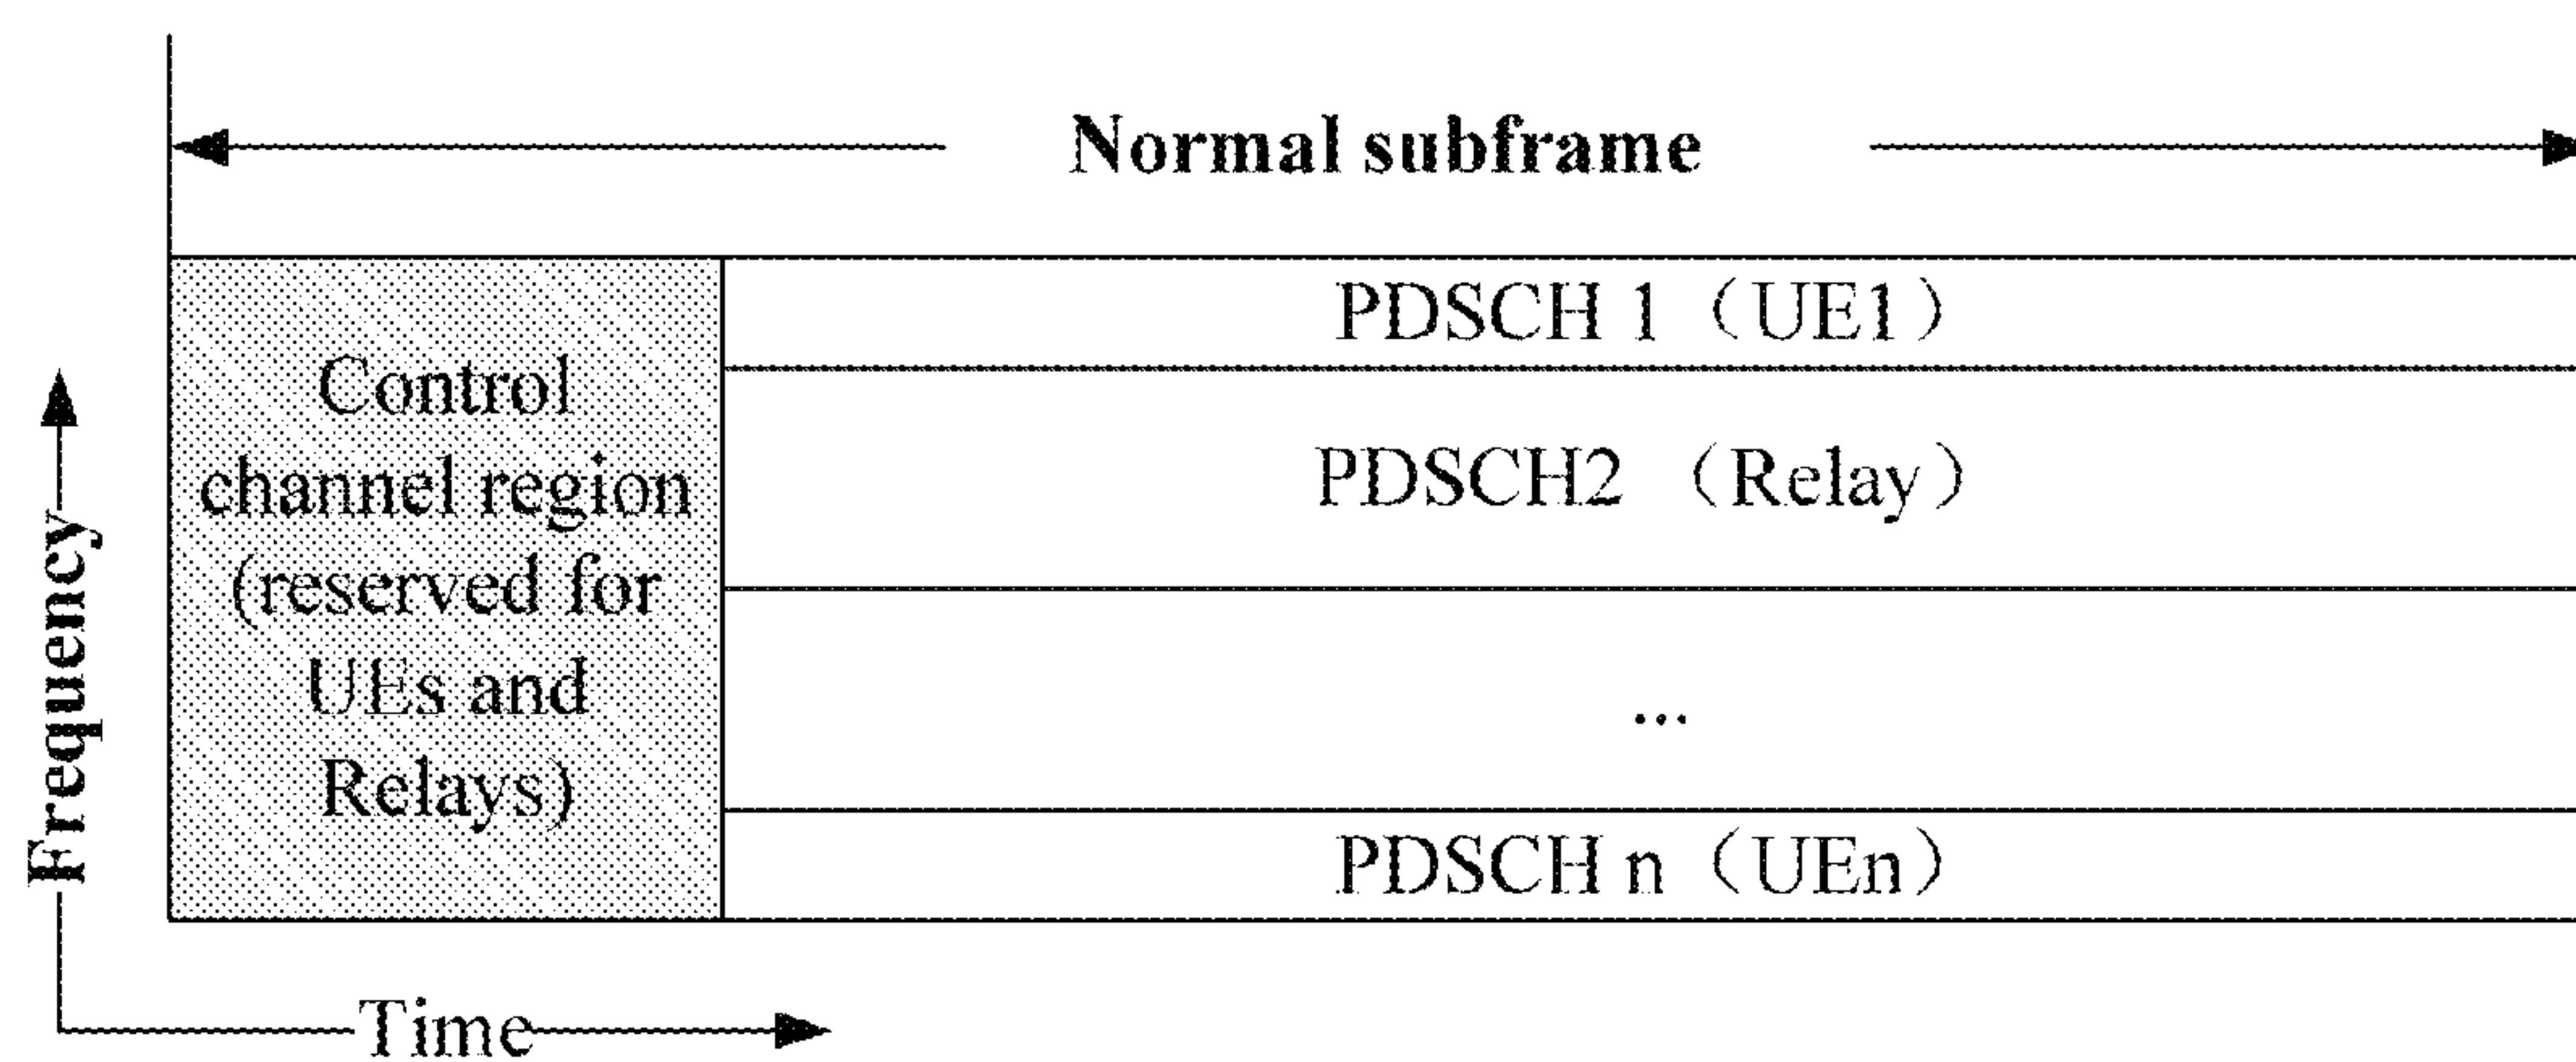 Normal subframe
PDSCH 1（UE1）
Control
channel region
(reserved for
UEs and
Relays)
PDSCH2 （Relay）
...
PDSCH n（UEn）
Frequency
Time